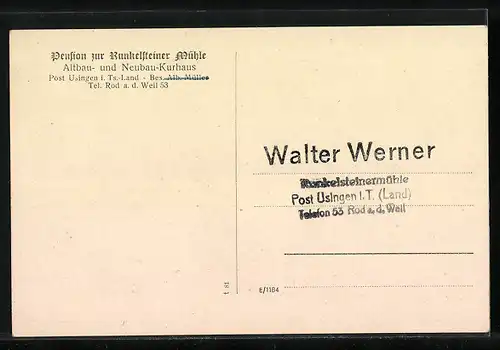 Pension zur Runkelsteiner Mühle
Altbau- und Neubau-Kurhaus
Post Usingen i. Ts.-Land - Bes. Alb. Müller
Tel. Rod a. d. Weil 53
Walter Werner
Runkelsteinermühle
Post Usingen i. T. (Land)
Telefon 53 Rod a. d. Weil
E/1184